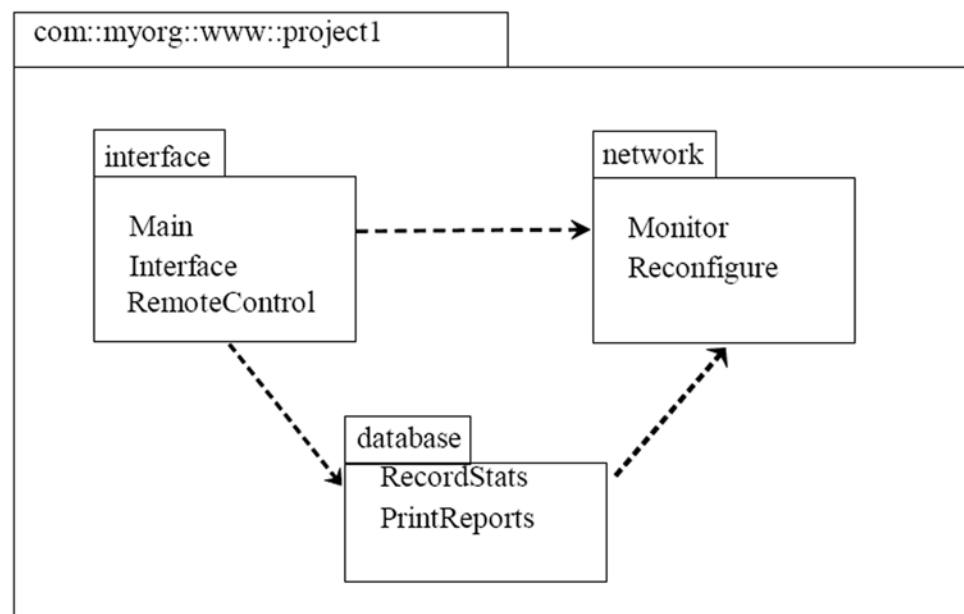 com::myorg::www::project1
interface
Main
Interface
RemoteControl
network
Monitor
Reconfigure
database
RecordStats
PrintReports